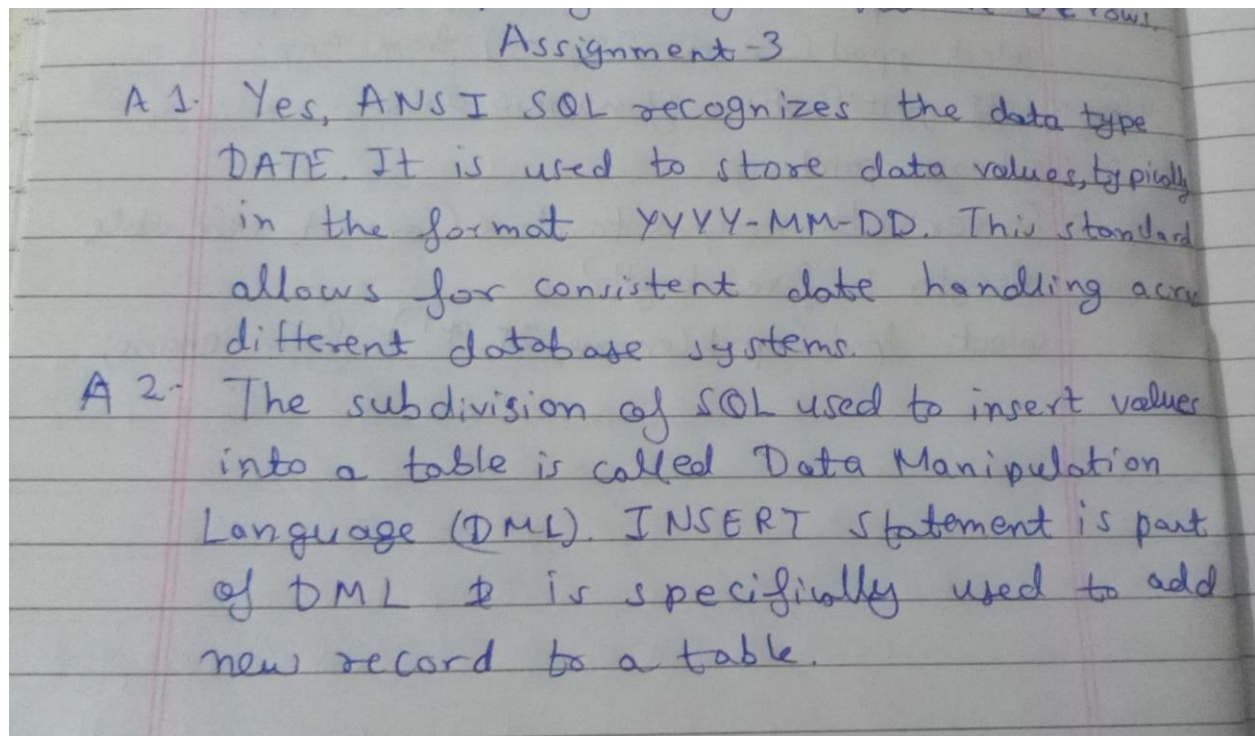 rows.
Assignment-3
A 1. Yes, ANSI SQL recognizes the data type
DATE. It is used to store data values, typically
in the format YYYY-MM-DD. This standard
allows for consistent date handling acro
different database systems.
A 2. The subdivision of SQL used to insert values
into a table is called Data Manipulation
Language (DML). INSERT statement is part
of DML & is specifically used to add
new record to a table.